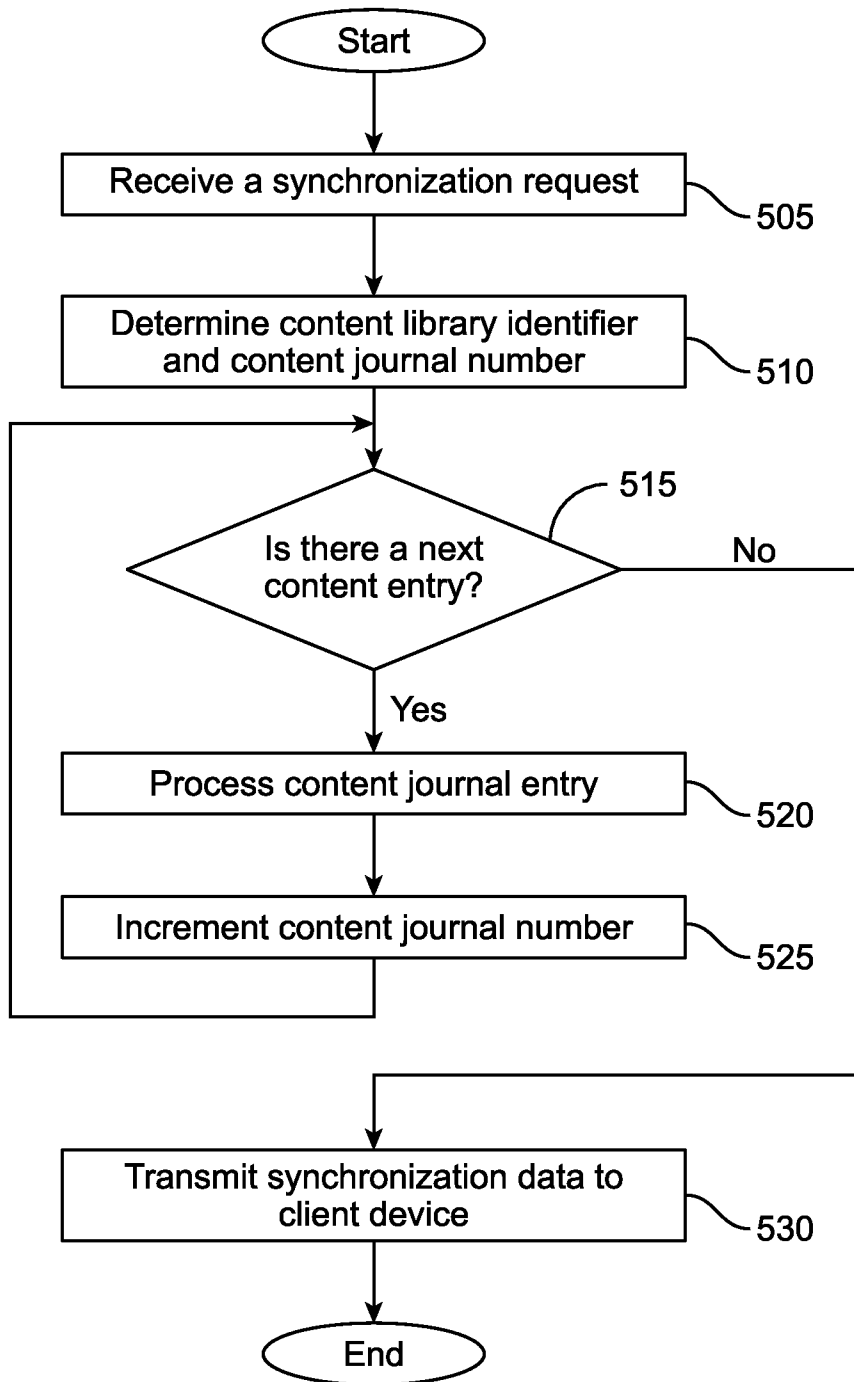 Start
Receive a synchronization request
505
Determine content library identifier
and content journal number
510
515
Is there a next
content entry?
No
Yes
Process content journal entry
520
Increment content journal number
525
Transmit synchronization data to
client device
530
End